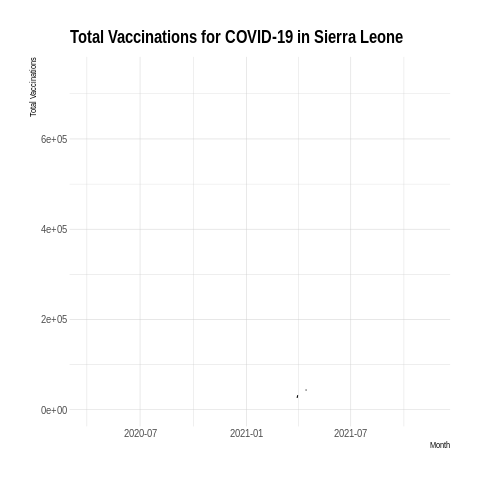 Total Vaccinations for COVID-19 in Sierra Leone
Total Vaccinations
6e+05
4e+05
2e+05
0e+00
2020-07 2021-01 2021-07
Month